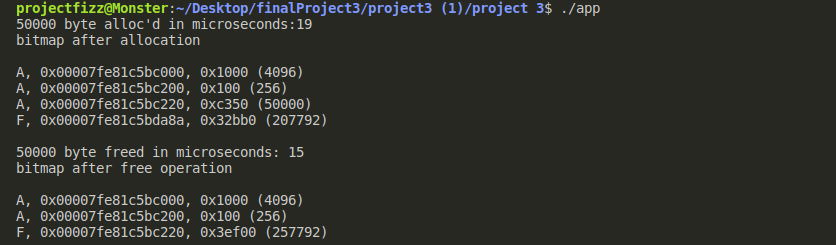 projectfizz@Monster:~/Desktop/finalProject3/project3 (1)/project 3$ ./app
50000 byte alloc'd in microseconds:19
bitmap after allocation
A, 0x00007fe81c5bc000, 0x1000 (4096)
A, 0x00007fe81c5bc200, 0x100 (256)
A, 0x00007fe81c5bc220, 0xc350 (50000)
F, 0x00007fe81c5bda8a, 0x32bb0 (207792)
50000 byte freed in microseconds: 15
bitmap after free operation
A, 0x00007fe81c5bc000, 0x1000 (4096)
A, 0x00007fe81c5bc200, 0x100 (256)
F, 0x00007fe81c5bc220, 0x3ef00 (257792)